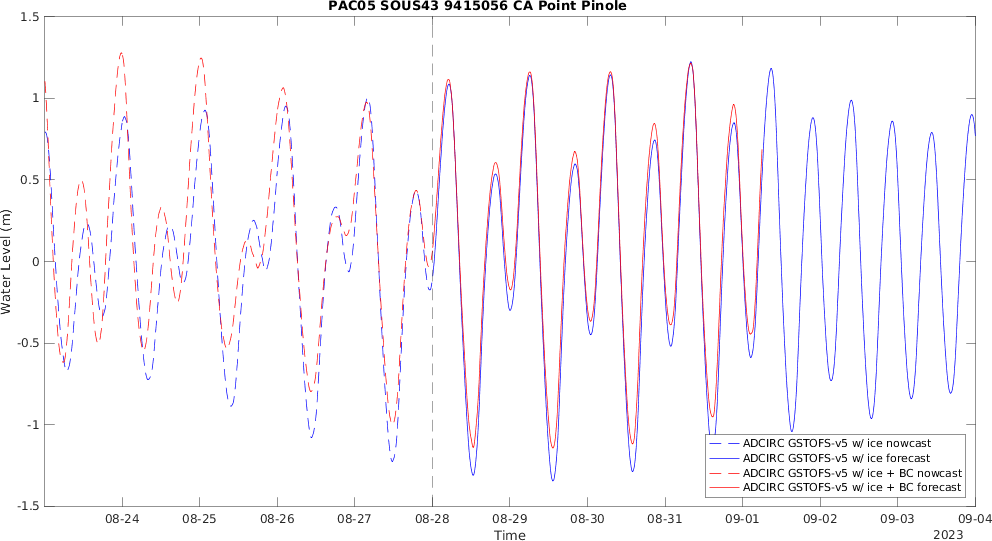 PAC05 SOUS43 9415056 CA Point Pinole
1.5
1
0.5
0
-0.5
-1
-1.5
Water Level (m)
ADCIRC GSTOFS-v5 w/ ice nowcast
ADCIRC GSTOFS-v5 w/ ice forecast
ADCIRC GSTOFS-v5 w/ ice + BC nowcast
ADCIRC GSTOFS-v5 w/ ice + BC forecast
08-24 08-25 08-26 08-27 08-28 08-29 08-30 08-31 09-01 09-02 09-03 09-04
Time
2023